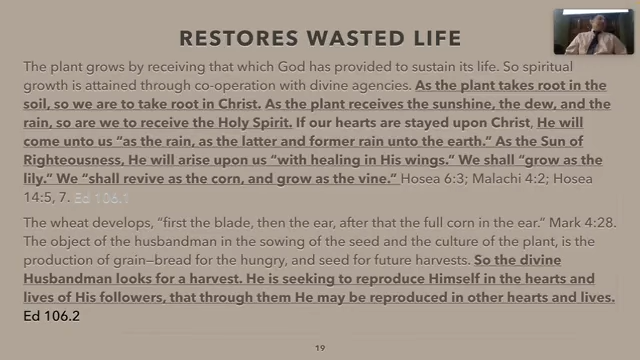 RESTORES WASTED LIFE
The plant grows by receiving that which God has provided to sustain its life. So spiritual
growth is attained through co-operation with divine agencies. As the plant takes root in the
soil, so we are to take root in Christ. As the plant receives the sunshine, the dew, and the
rain, so are we to receive the Holy Spirit. If our hearts are stayed upon Christ, He will
come unto us "as the rain, as the latter and former rain unto the earth." As the Sun of
Righteousness, He will arise upon us "with healing in His wings." We shall "grow as the
lily." We "shall revive as the corn, and grow as the vine." Hosea 6:3; Malachi 4:2; Hosea
14:5, 7. Ed 106.1
The wheat develops, "first the blade, then the ear, after that the full corn in the ear." Mark 4:28.
The object of the husbandman in the sowing of the seed and the culture of the plant, is the
production of grain—bread for the hungry, and seed for future harvests. So the divine
Husbandman looks for a harvest. He is seeking to reproduce Himself in the hearts and
lives of His followers, that through them He may be reproduced in other hearts and lives.
Ed 106.2
19